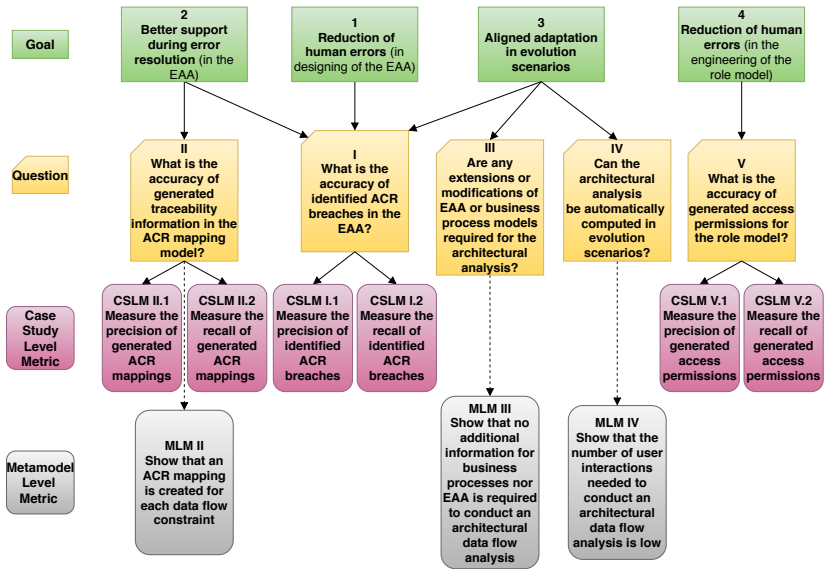 Goal
2
Better support
during error
resolution (in the
EAA)
1
Reduction of
human errors (in
designing of the EAA)
3
Aligned adaptation
in evolution
scenarios
4
Reduction of human
errors (in the
engineering of the
role model)
Question
II
What is the
accuracy of
generated
traceability
information in the
ACR mapping
model?
I
What is the
accuracy of
identified ACR
breaches in the
EAA?
III
Are any
extensions or
modifications of
EAA or business
process models
required for the
architectural
analysis?
IV
Can the
architectural
analysis
be automatically
computed in
evolution
scenarios?
V
What is the
accuracy of
generated access
permissions for
the role model?
Case
Study
Level
Metric
CSLM II.1
Measure the
precision of
generated
ACR
mappings
CSLM II.2
Measure the
recall of
generated
ACR
mappings
CSLM I.1
Measure the
precision of
identified
ACR
breaches
CSLM I.2
Measure the
recall of
identified
ACR
breaches
CSLM V.1
Measure the
precision of
generated
access
permissions
CSLM V.2
Measure the
recall of
generated
access
permissions
Metamodel
Level
Metric
MLM II
Show that an
ACR mapping
is created for
each data flow
constraint
MLM III
Show that no
additional
information for
business
processes nor
EAA is required
to conduct an
architectural
data flow
analysis
MLM IV
Show that the
number of user
interactions
needed to
conduct an
architectural
data flow
analysis is low